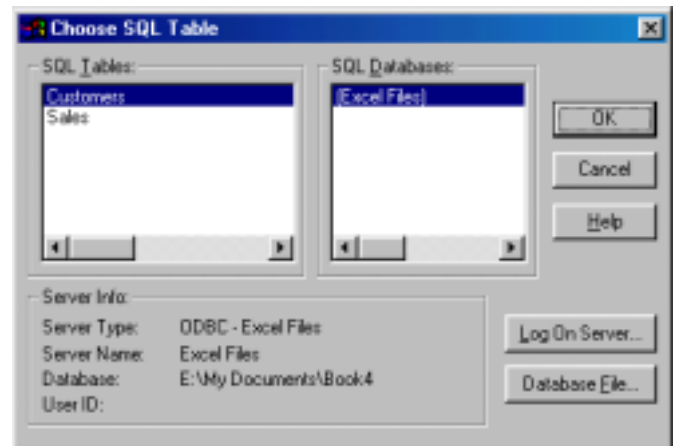 Choose SQL Table
SQL Tables:
Customers
Sales
SQL Databases:
(Excel Files)
OK
Cancel
Help
Server Info:
Server Type: ODBC - Excel Files
Server Name: Excel Files
Database: E:\My Documents\Book4
User ID:
Log On Server...
Database File...